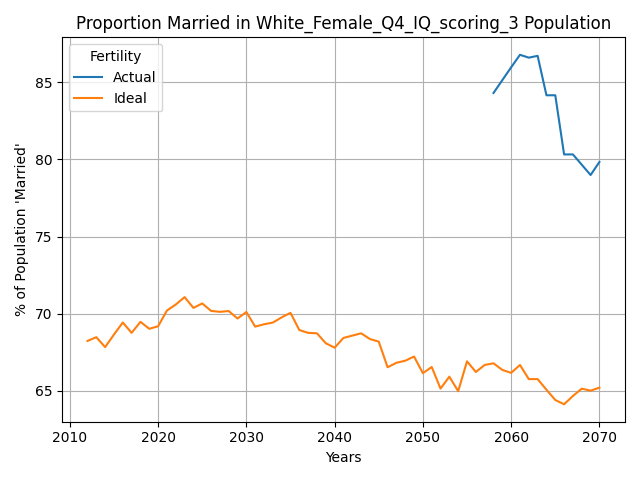 Proportion Married in White_Female_Q4_IQ_scoring_3 Population
Fertility
Actual
Ideal
% of Population 'Married'
85
80
75
70
65
2010 2020 2030 2040 2050 2060 2070
Years